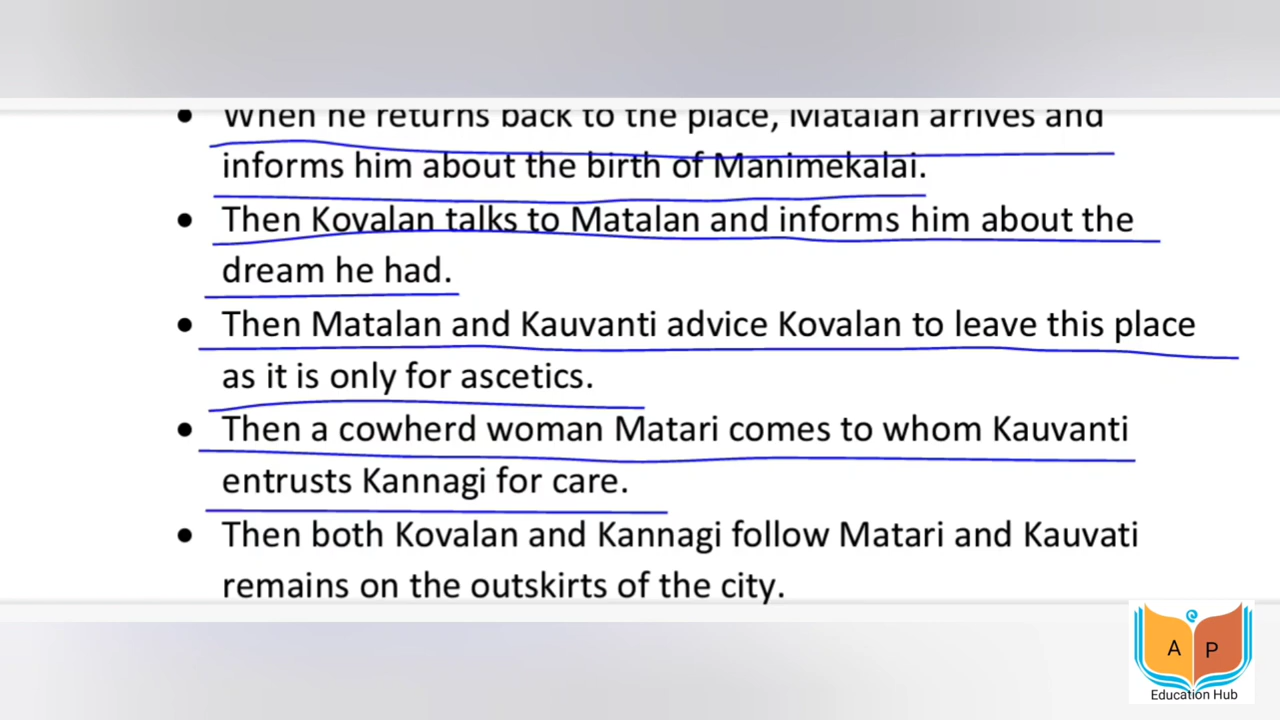 • When he returns back to the place, Matalan arrives and
informs him about the birth of Manimekalai.
• Then Kovalan talks to Matalan and informs him about the
dream he had.
• Then Matalan and Kauvanti advice Kovalan to leave this place
as it is only for ascetics.
• Then a cowherd woman Matari comes to whom Kauvanti
entrusts Kannagi for care.
• Then both Kovalan and Kannagi follow Matari and Kauvati
remains on the outskirts of the city.
A P
Education Hub